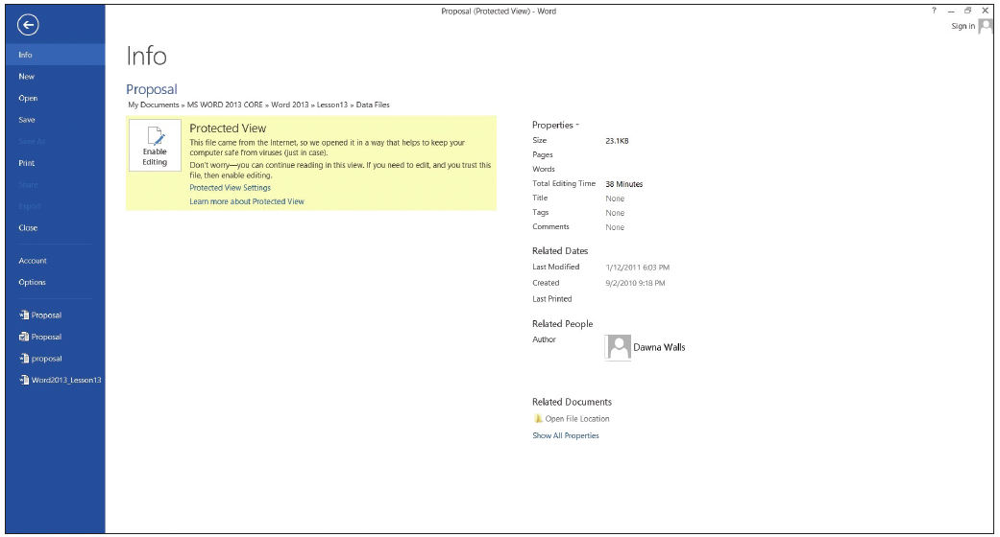 Proposal (Protected View) - Word
?
Sign in
Info
New
Open
Save
Save As
Print
Share
Export
Close
Account
Options
Proposal
Proposal
proposal
Word2013_Lesson13
Info
Proposal
My Documents » MS WORD 2013 CORE » Word 2013 » Lesson13 » Data Files
Enable
Editing
Protected View
This file came from the Internet, so we opened it in a way that helps to keep your
computer safe from viruses (just in case).
Don't worry—you can continue reading in this view. If you need to edit, and you trust this
file, then enable editing.
Protected View Settings
Learn more about Protected View
Properties
Size 23.1KB
Pages
Words
Total Editing Time 38 Minutes
Title None
Tags None
Comments None
Related Dates
Last Modified 1/12/2011 6:03 PM
Created 9/2/2010 9:18 PM
Last Printed
Related People
Author Dawna Walls
Related Documents
Open File Location
Show All Properties